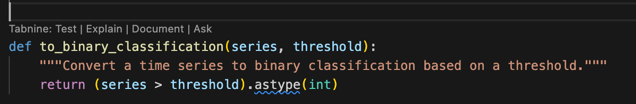 Tabnine: Test | Explain | Document | Ask
def to_binary_classification(series, threshold):
    """Convert a time series to binary classification based on a threshold."""
    return (series > threshold).astype(int)